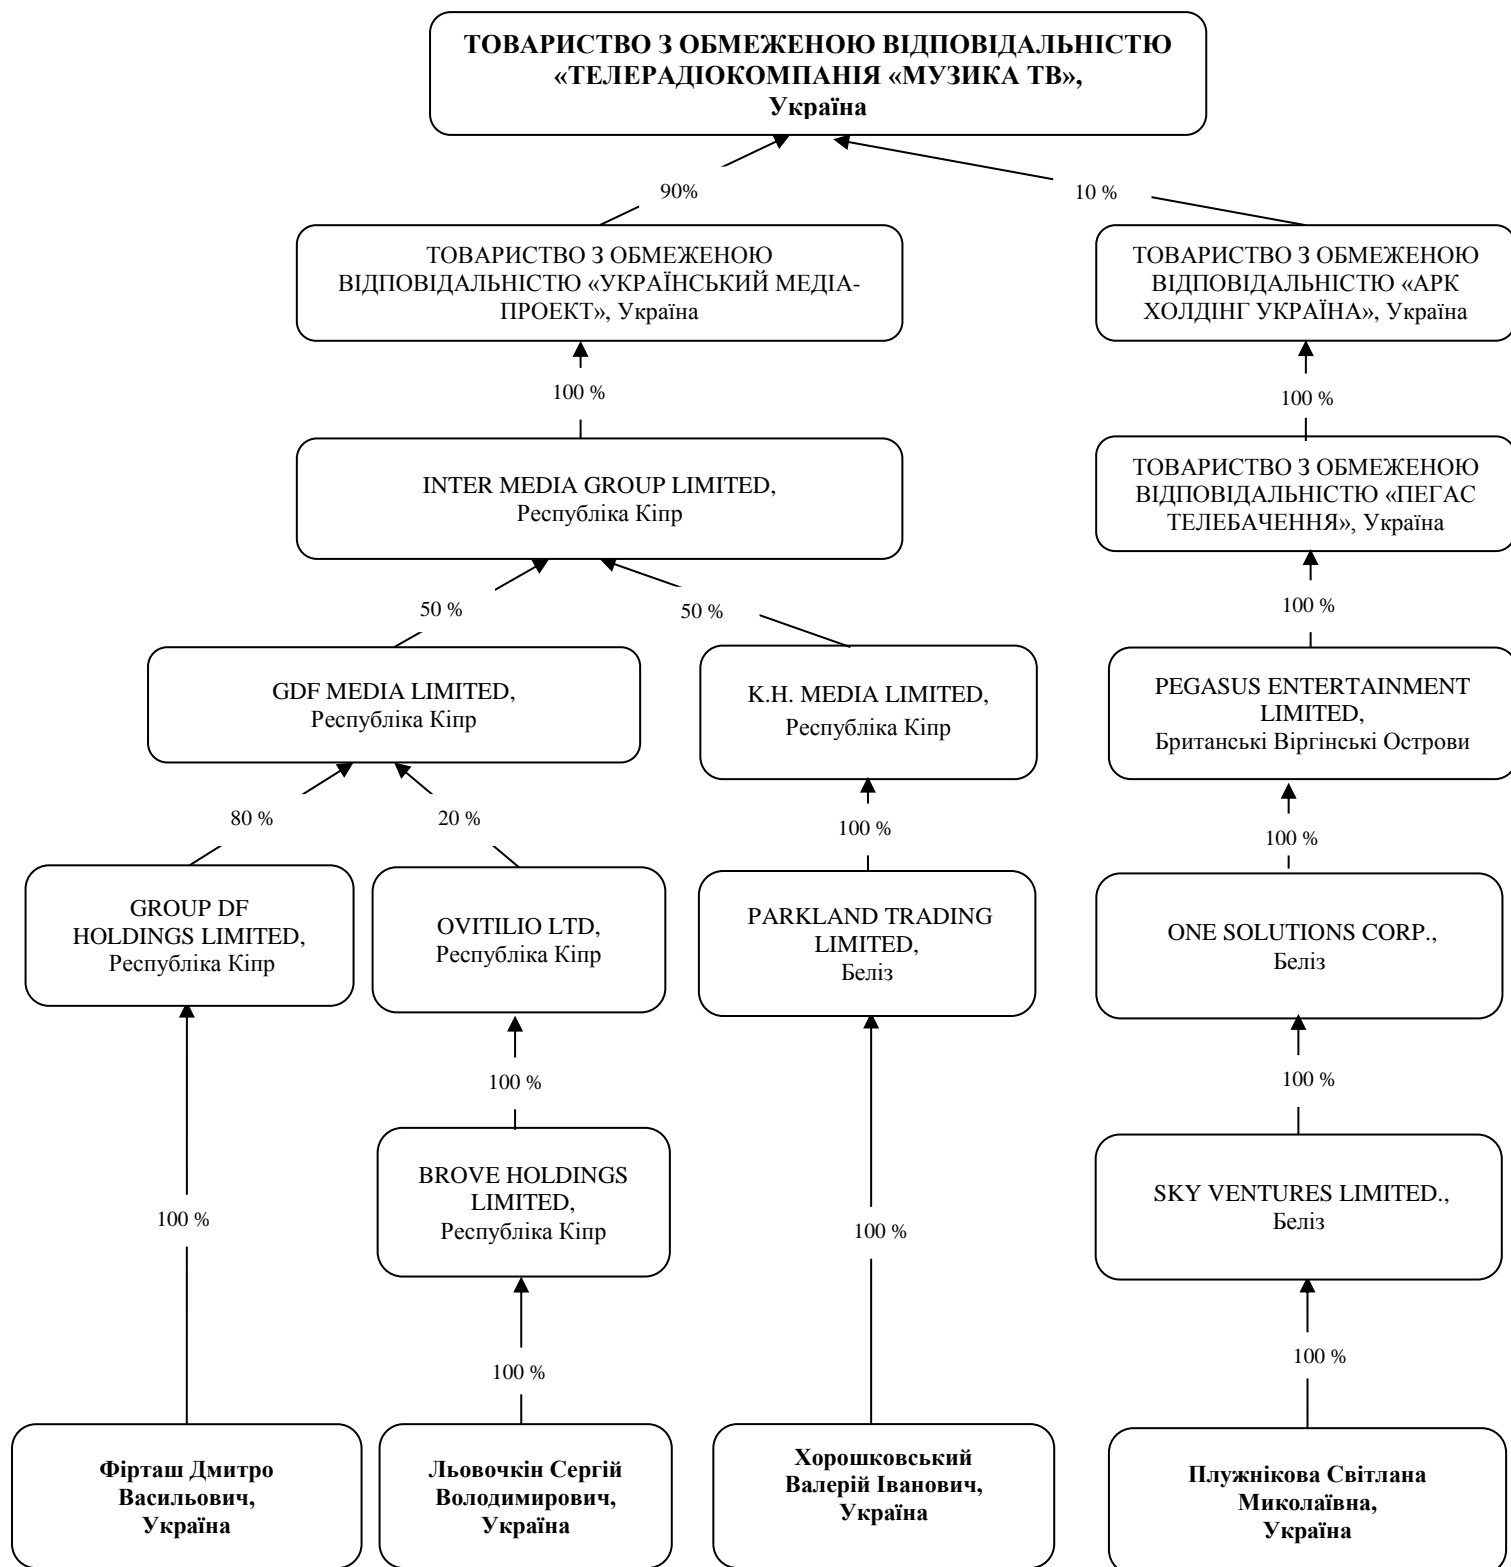 ТОВАРИСТВО З ОБМЕЖЕНОЮ ВІДПОВІДАЛЬНІСТЮ
«ТЕЛЕРАДІОКОМПАНІЯ «МУЗИКА ТВ»,
Україна
90%
10 %
ТОВАРИСТВО З ОБМЕЖЕНОЮ
ВІДПОВІДАЛЬНІСТЮ «УКРАЇНСЬКИЙ МЕДІА-
ПРОЕКТ», Україна
ТОВАРИСТВО З ОБМЕЖЕНОЮ
ВІДПОВІДАЛЬНІСТЮ «АРК
ХОЛДІНГ УКРАЇНА», Україна
100 %
100 %
INTER MEDIA GROUP LIMITED,
Республіка Кіпр
ТОВАРИСТВО З ОБМЕЖЕНОЮ
ВІДПОВІДАЛЬНІСТЮ «ПЕГАС
ТЕЛЕБАЧЕННЯ», Україна
50 %
50 %
100 %
GDF MEDIA LIMITED,
Республіка Кіпр
K.H. MEDIA LIMITED,
Республіка Кіпр
PEGASUS ENTERTAINMENT
LIMITED,
Британські Віргінські Острови
80 %
20 %
100 %
100 %
GROUP DF
HOLDINGS LIMITED,
Республіка Кіпр
OVITILIO LTD,
Республіка Кіпр
PARKLAND TRADING
LIMITED,
Беліз
ONE SOLUTIONS CORP.,
Беліз
100 %
100 %
BROVE HOLDINGS
LIMITED,
Республіка Кіпр
SKY VENTURES LIMITED.,
Беліз
100 %
100 %
100 %
100 %
Фірташ Дмитро
Васильович,
Україна
Льовочкін Сергій
Володимирович,
Україна
Хорошковський
Валерій Іванович,
Україна
Плужнікова Світлана
Миколаївна,
Україна